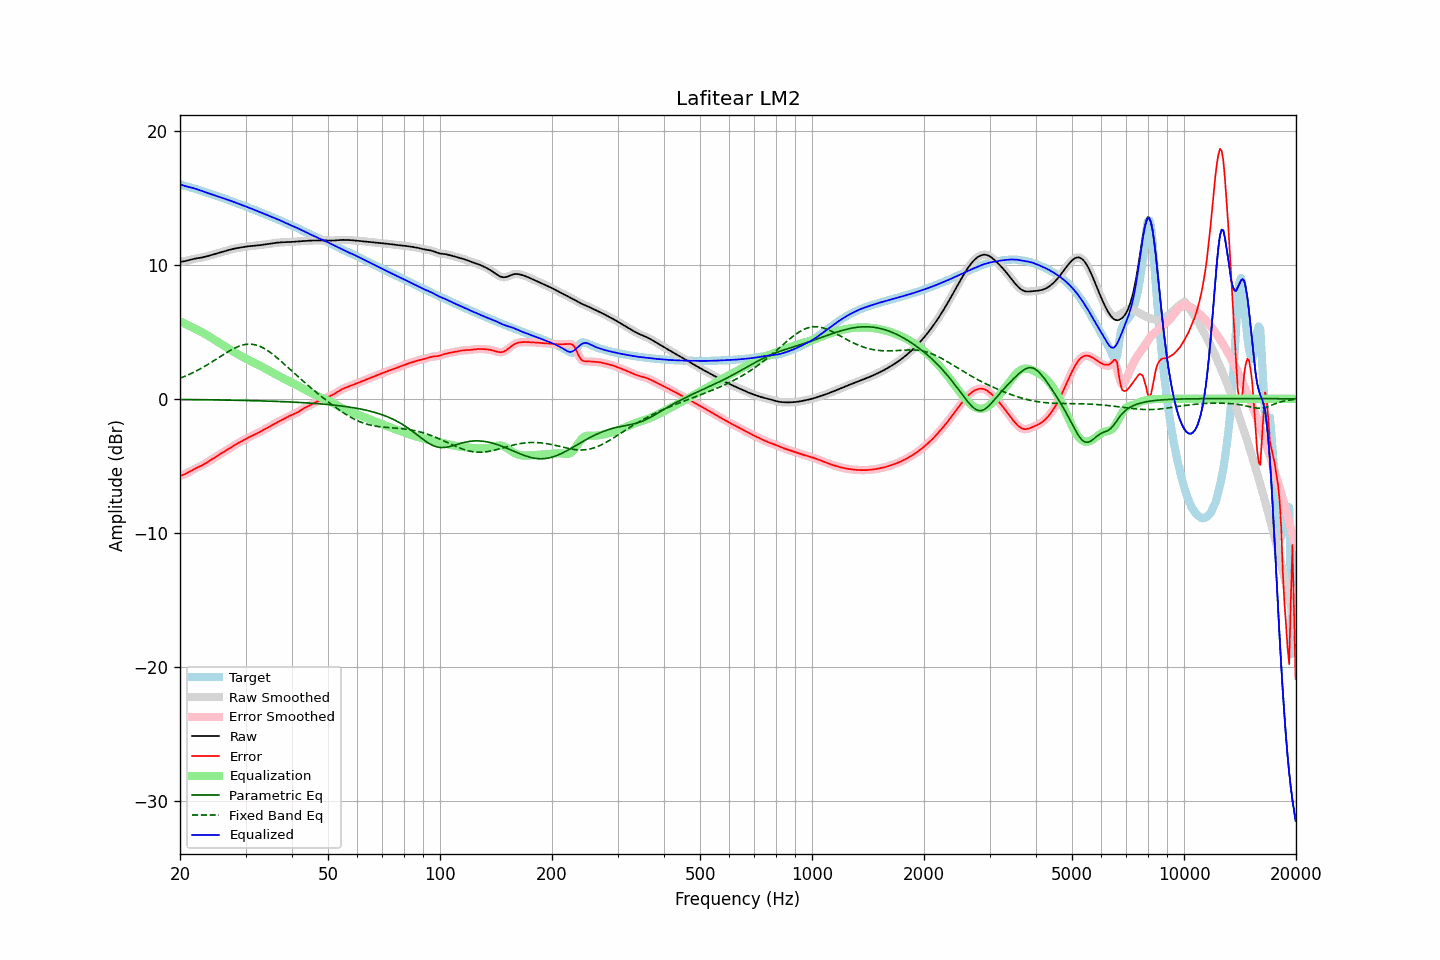 Lafitear LM2
20
10
0
−10
−20
−30
Amplitude (dBr)
Target
Raw Smoothed
Error Smoothed
Raw
Error
Equalization
Parametric Eq
Fixed Band Eq
Equalized
20 50 100 200 500 1000 2000 5000 10000 20000
Frequency (Hz)